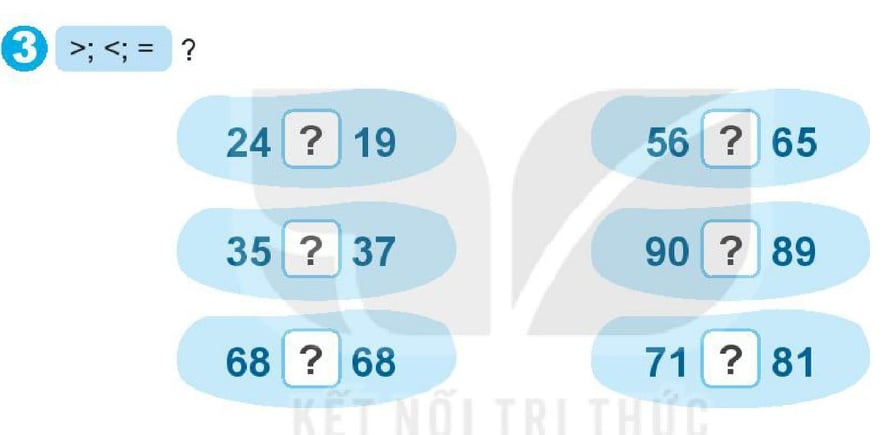 3 >; <; = ?
24 ? 19 56 ? 65
35 ? 37 90 ? 89
68 ? 68 71 ? 81
KẾT NỐI TRI THỨC